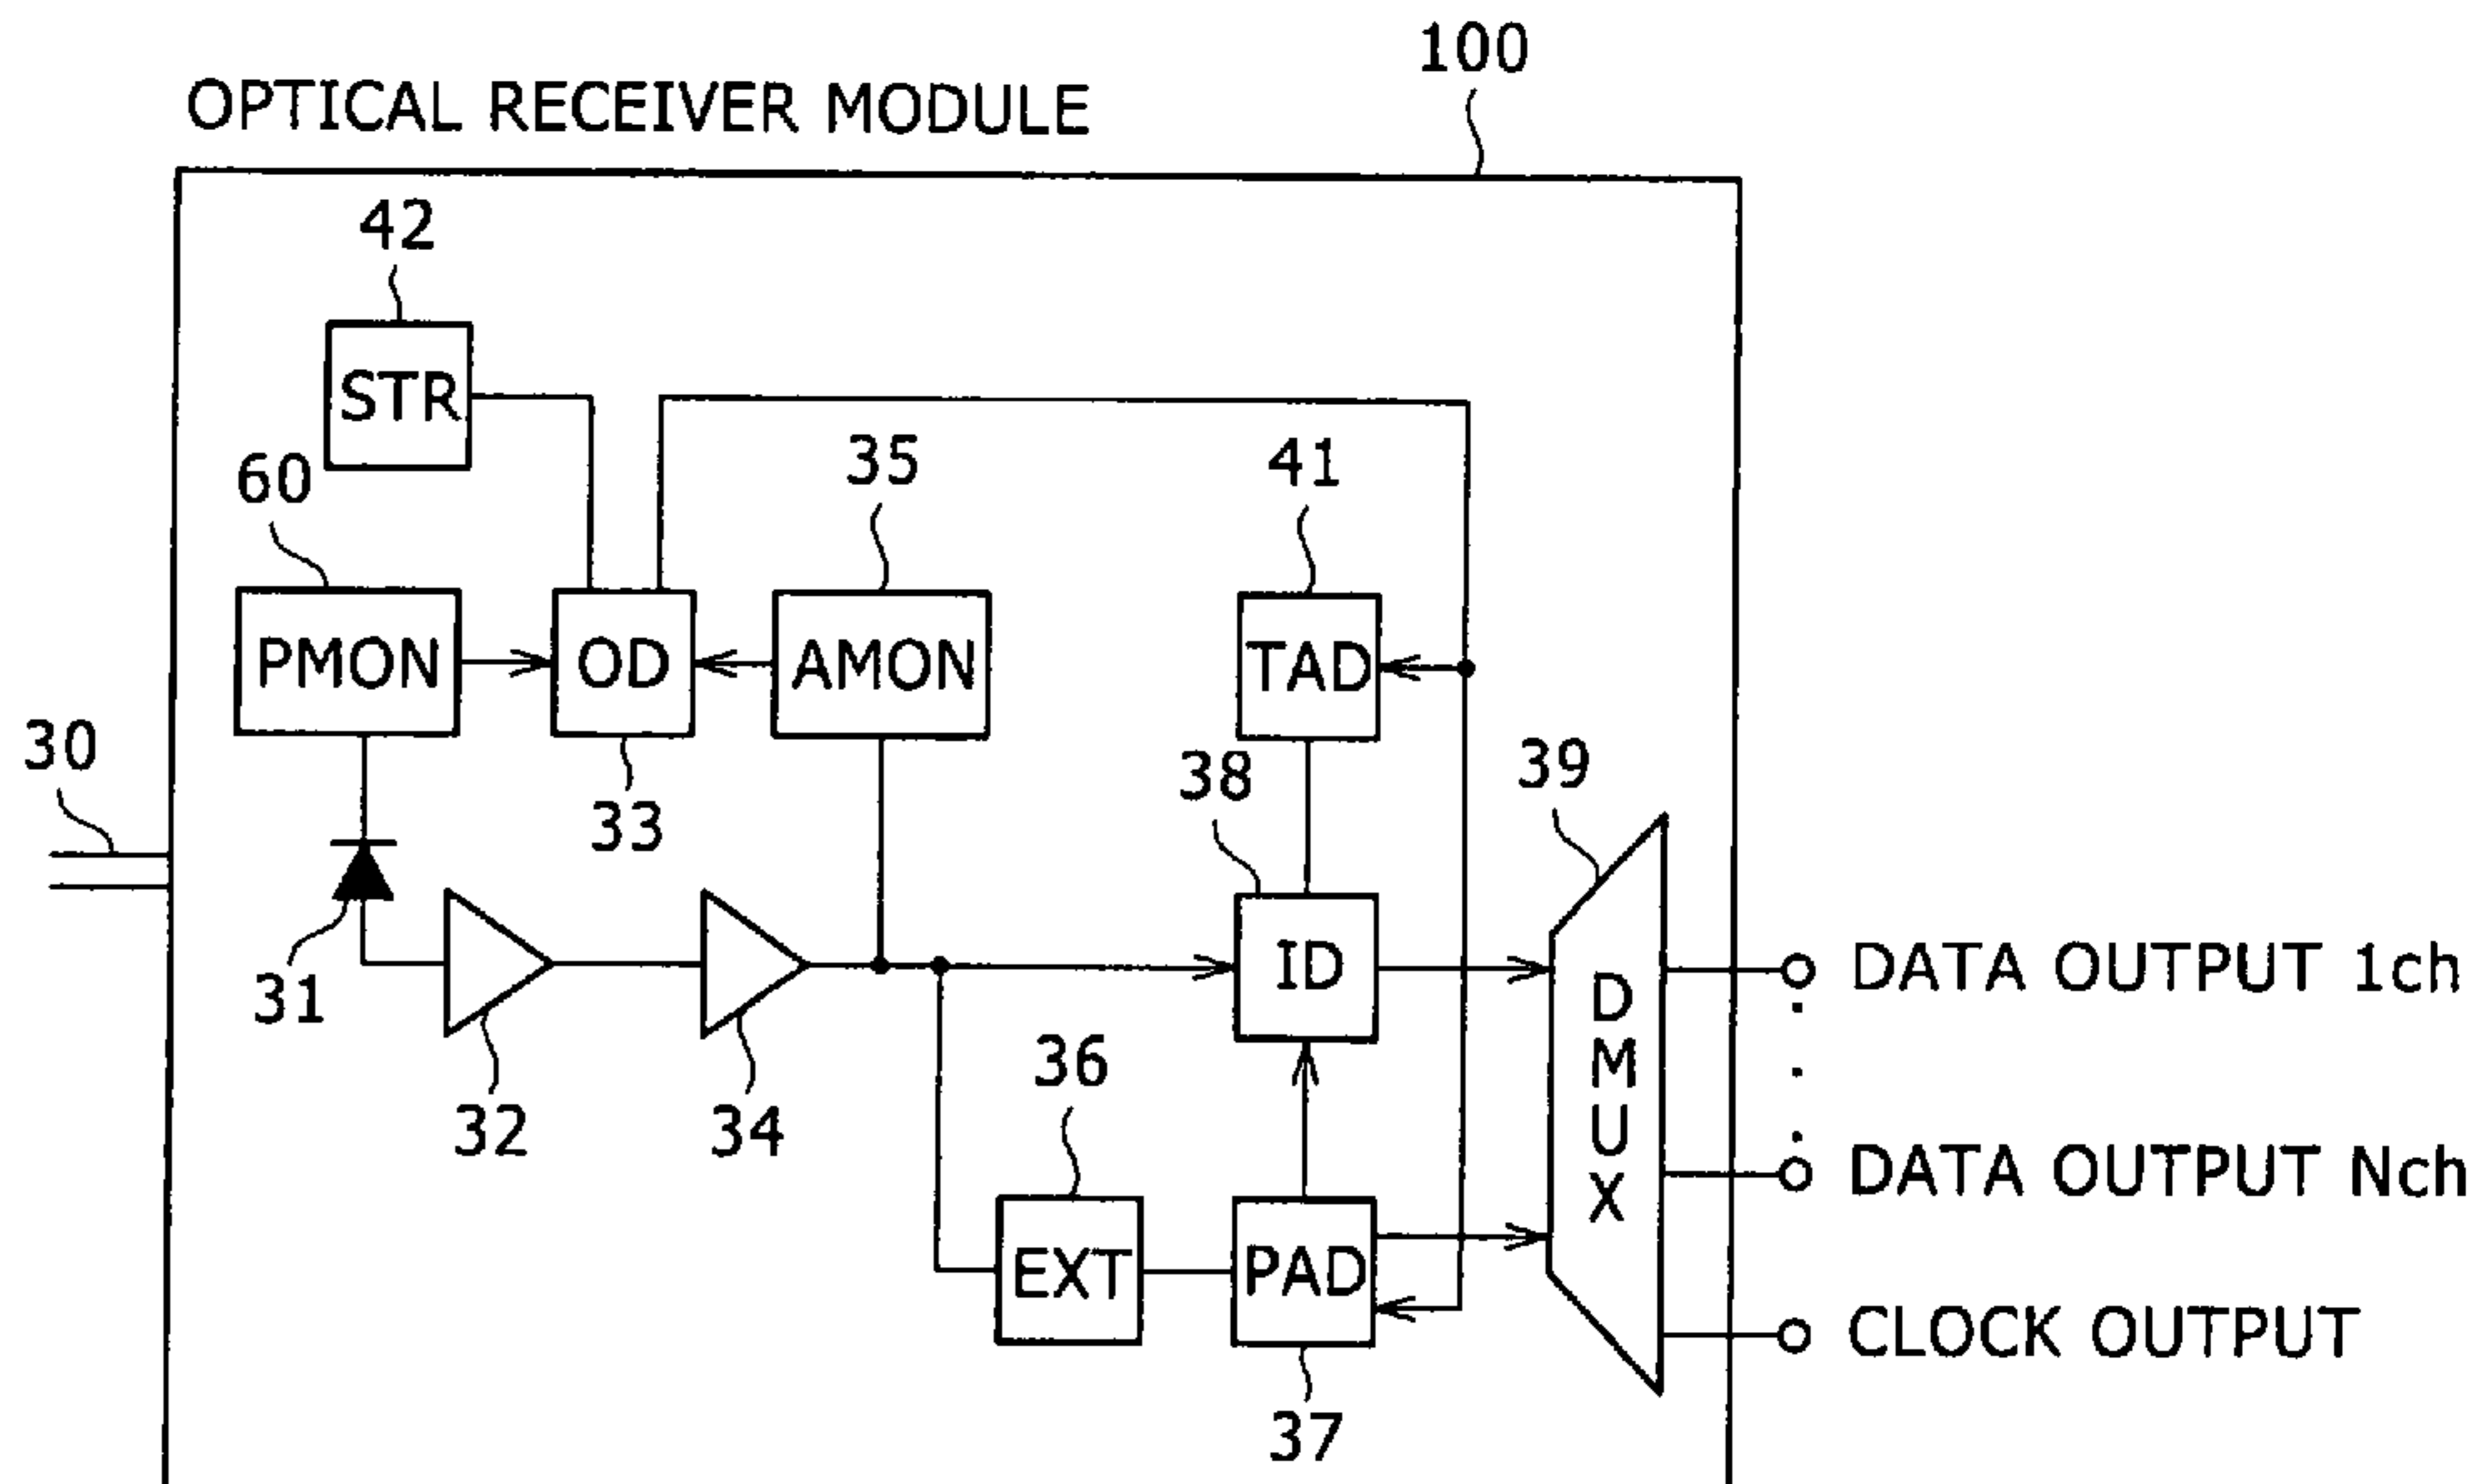 100
OPTICAL RECEIVER MODULE
42
STR
60
35
41
PMON
OD
AMON
TAD
30
33
38
39
31
ID
DMUX
DATA OUTPUT 1ch
32
34
36
DATA OUTPUT Nch
EXT
PAD
CLOCK OUTPUT
37